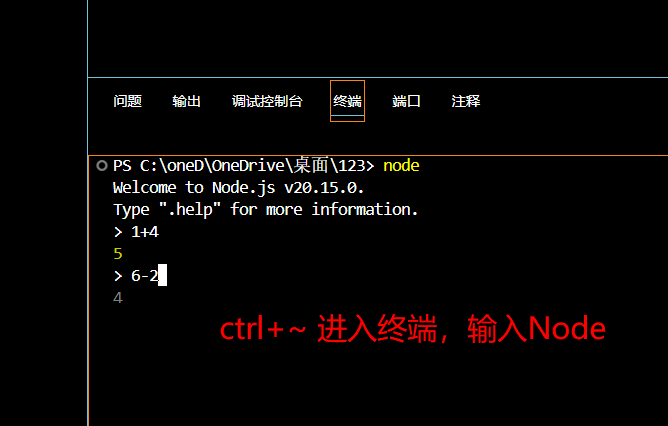 问题 输出 调试控制台 终端 端口 注释
PS C:\oneD\OneDrive\桌面\123> node
Welcome to Node.js v20.15.0.
Type ".help" for more information.
> 1+4
5
> 6-2
4
ctrl+~ 进入终端，输入Node